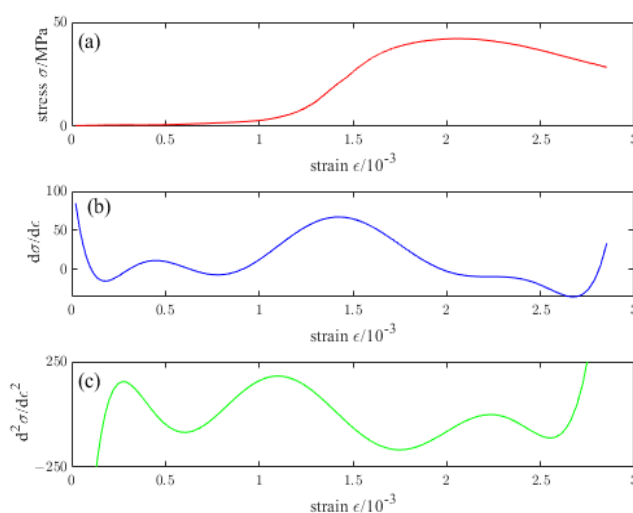 (a)
stress σ/MPa
50
0
0 0.5 1 1.5 2 2.5 3
strain ϵ/10⁻³
(b)
dσ/dϵ
100
50
0
0 0.5 1 1.5 2 2.5 3
strain ϵ/10⁻³
(c)
d²σ/dϵ²
250
-250
0 0.5 1 1.5 2 2.5 3
strain ϵ/10⁻³